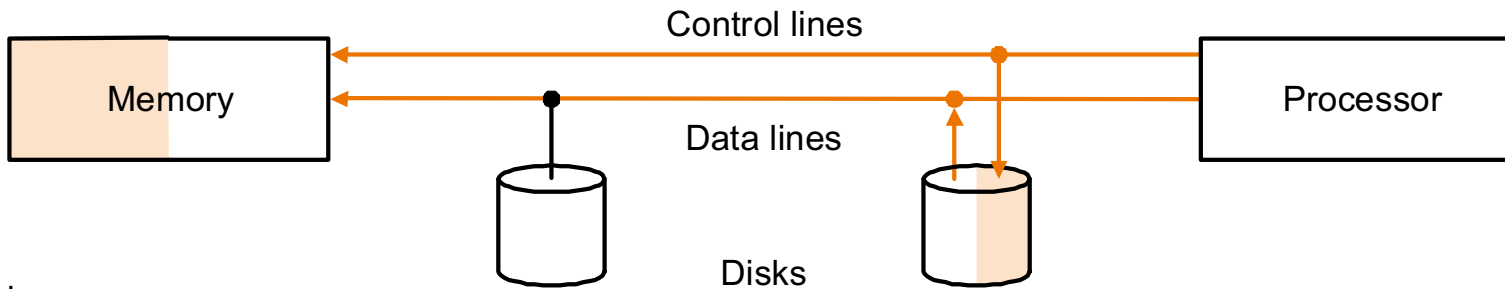 Control lines
Memory
Processor
Data lines
Disks
.